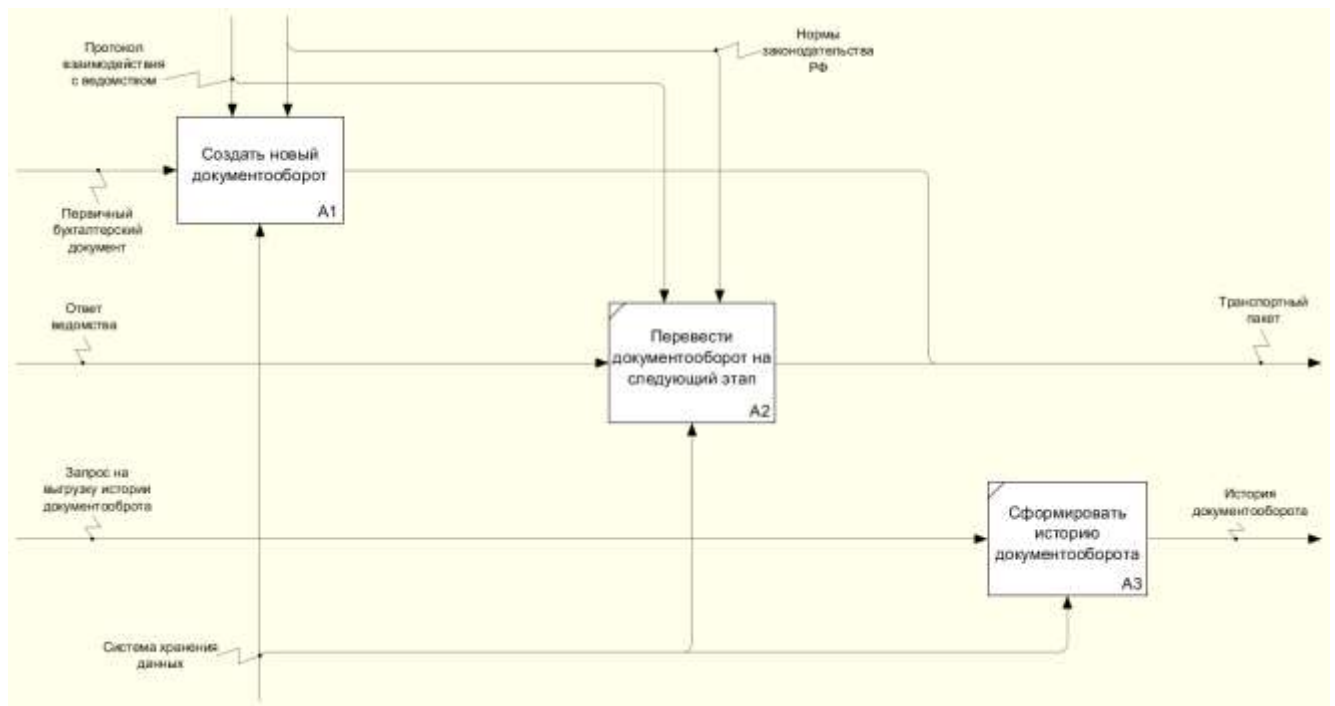 Протокол
взаимодействия
с ведомством
Нормы
законодательства
РФ
Создать новый
документооборот
A1
Первичный
бухгалтерский
документ
Ответ
ведомства
Перевести
документооборот на
следующий этап
A2
Транспортный
пакет
Запрос на
выгрузку истории
документооброта
Сформировать
историю
документооборота
A3
История
документооборота
Система хранения
данных